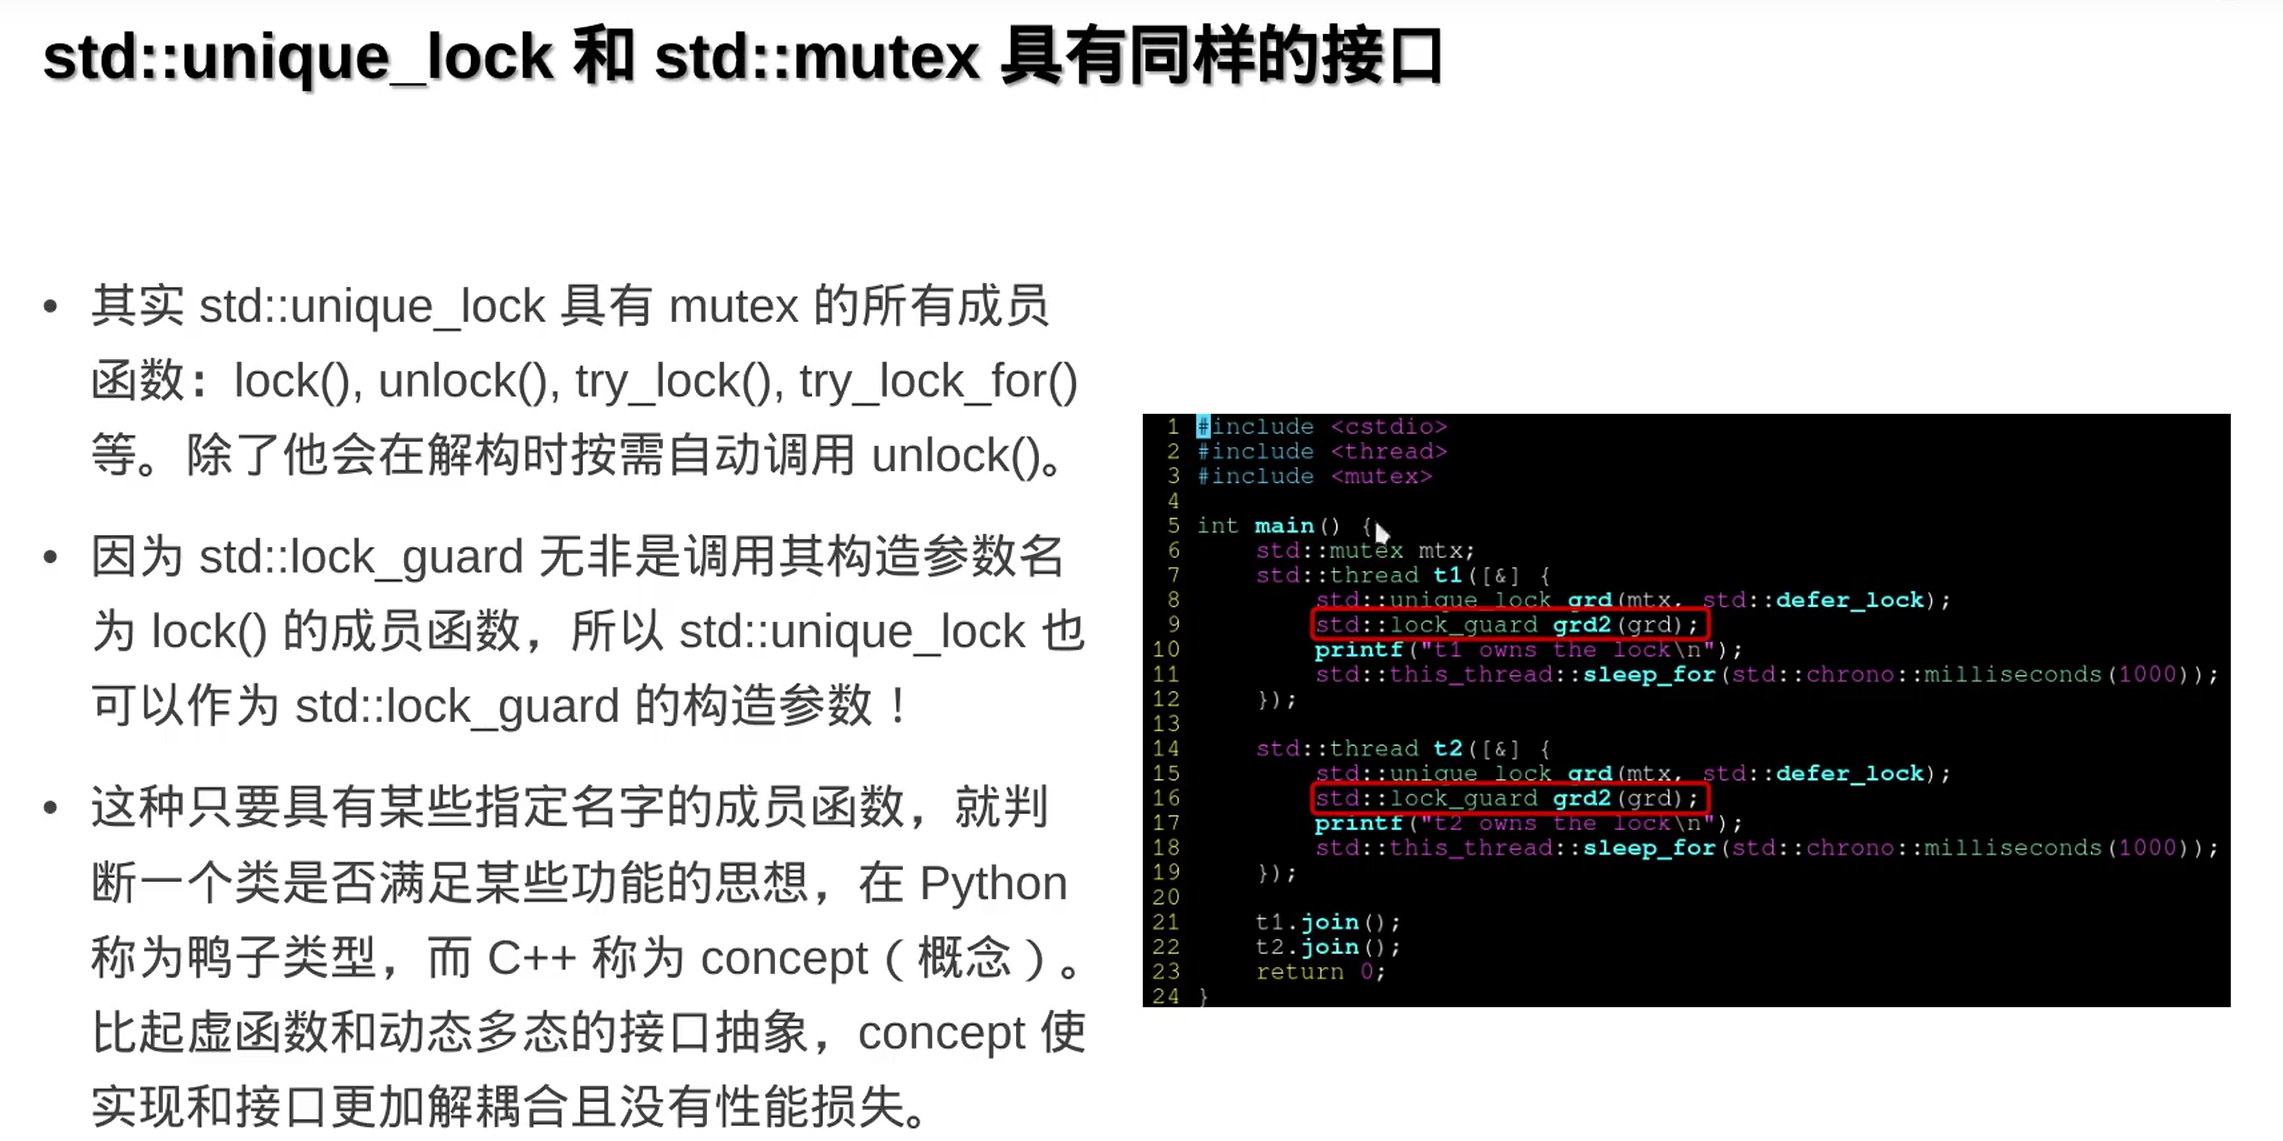 std::unique_lock 和 std::mutex 具有同样的接口
• 其实 std::unique_lock 具有 mutex 的所有成员
函数：lock(), unlock(), try_lock(), try_lock_for()
等。除了他会在解构时按需自动调用 unlock()。
• 因为 std::lock_guard 无非是调用其构造参数名
为 lock() 的成员函数，所以 std::unique_lock 也
可以作为 std::lock_guard 的构造参数！
• 这种只要具有某些指定名字的成员函数，就判
断一个类是否满足某些功能的思想，在 Python
称为鸭子类型，而 C++ 称为 concept（概念）。
比起虚函数和动态多态的接口抽象，concept 使
实现和接口更加解耦合且没有性能损失。
1 #include <cstdio>
2 #include <thread>
3 #include <mutex>
4
5 int main() {
6     std::mutex mtx;
7     std::thread t1([&] {
8         std::unique_lock grd(mtx, std::defer_lock);
9         std::lock_guard grd2(grd);
10         printf("t1 owns the lock\n");
11         std::this_thread::sleep_for(std::chrono::milliseconds(1000));
12     });
13
14     std::thread t2([&] {
15         std::unique_lock grd(mtx, std::defer_lock);
16         std::lock_guard grd2(grd);
17         printf("t2 owns the lock\n");
18         std::this_thread::sleep_for(std::chrono::milliseconds(1000));
19     });
20
21     t1.join();
22     t2.join();
23     return 0;
24 }